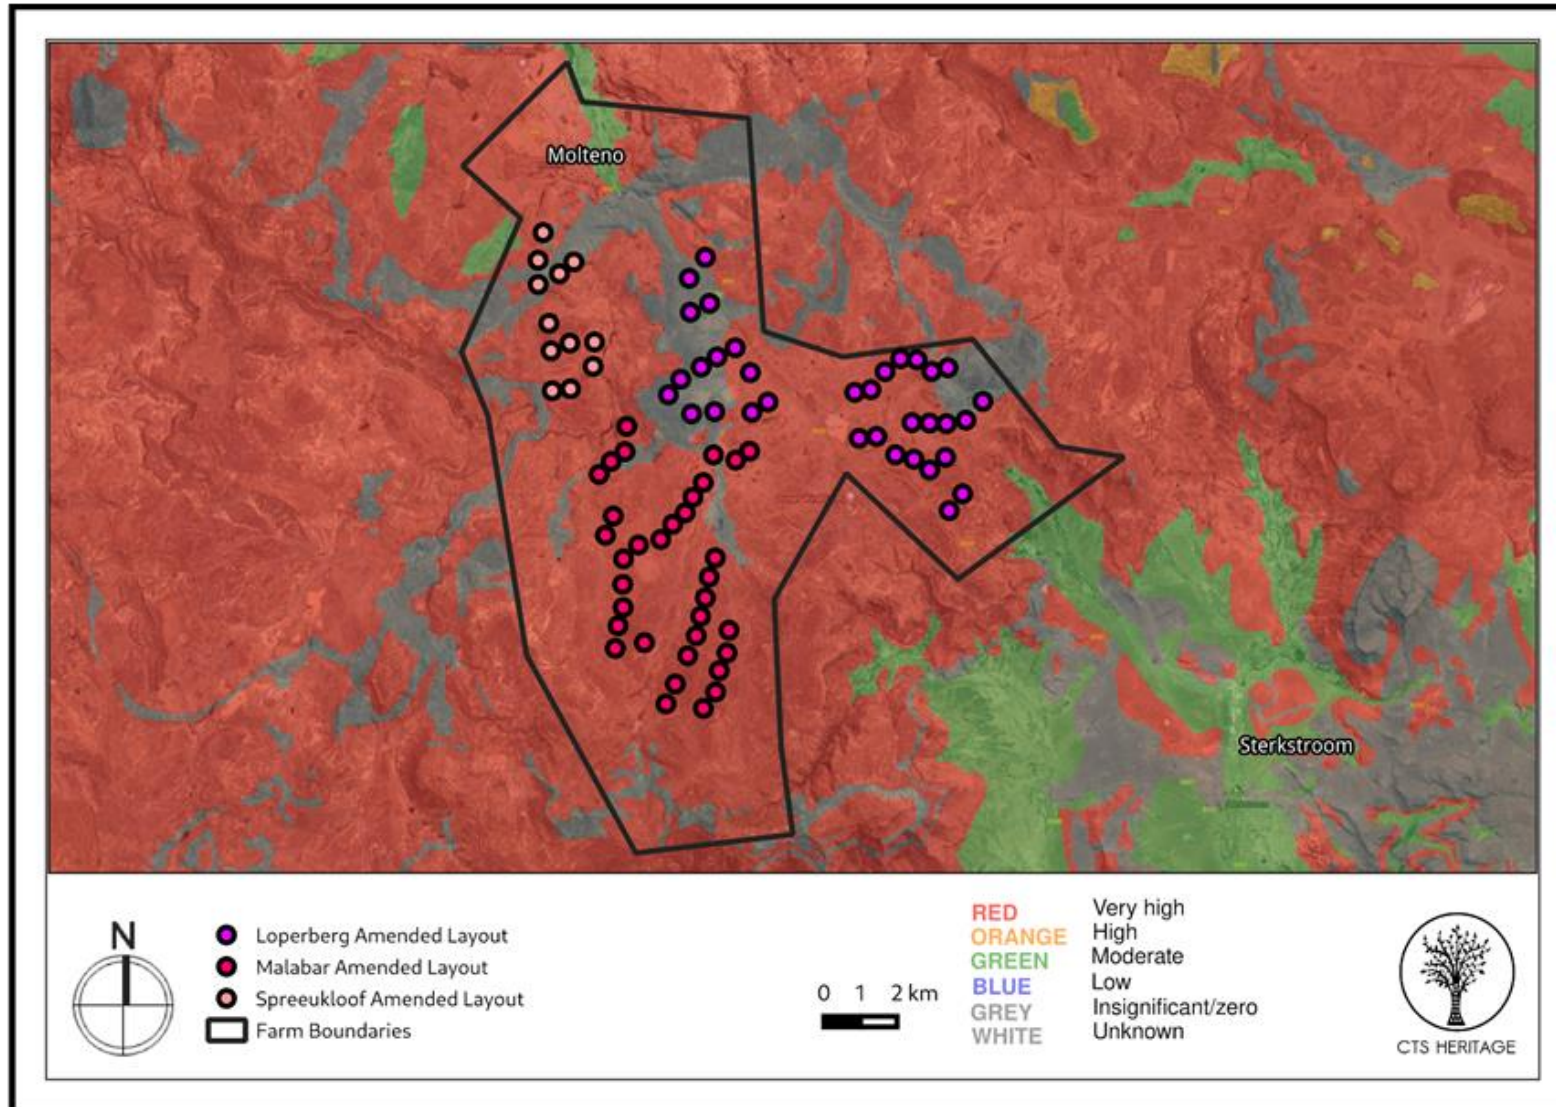 Molteno
Sterkstroom
N
Loperberg Amended Layout
Malabar Amended Layout
Spreeukloof Amended Layout
Farm Boundaries
0 1 2 km
RED Very high
ORANGE High
GREEN Moderate
BLUE Low
GREY Insignificant/zero
WHITE Unknown
CTS HERITAGE